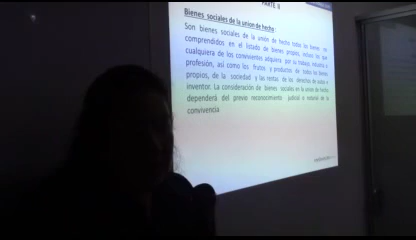 PARTE II
Bienes sociales de la union de hecho:
Son bienes sociales de la unión de hecho todos los bienes no
comprendidos en el listado de bienes propios, incluso los que
cualquiera de los convivientes adquiera por su trabajo, industria o
profesión, así como los frutos y productos de todos los bienes
propios, de la sociedad y las rentas de los derechos de autor e
inventor. La consideración de bienes sociales en la union de hecho
dependerá del previo reconocimiento judicial o notarial de la
convivencia